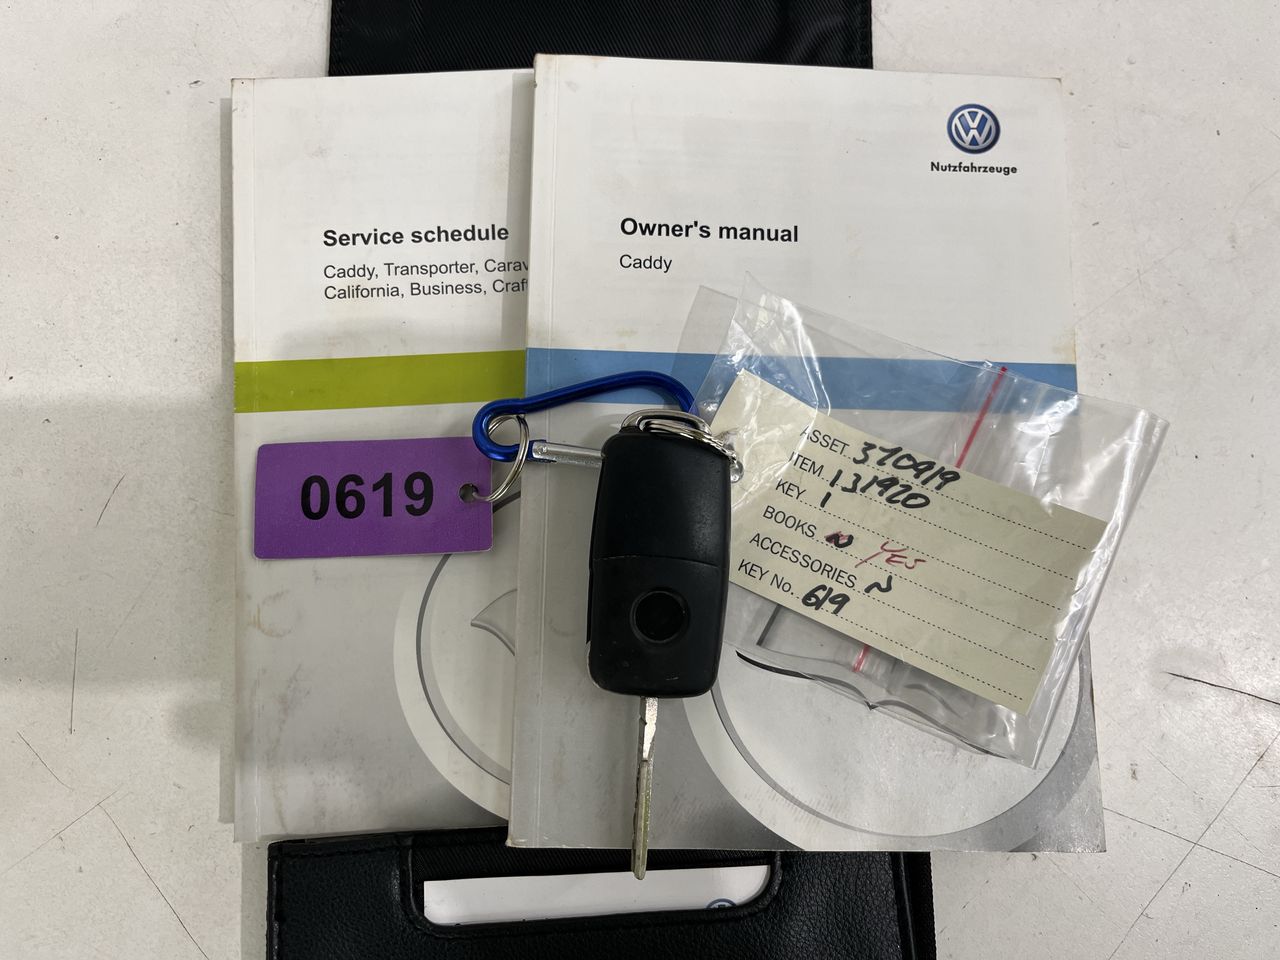 Service schedule
Caddy, Transporter, Carav
California, Business, Craf
Owner's manual
Caddy
Nutzfahrzeuge
0619
ASSET 370919
ITEM 131920
KEY 1
BOOKS N YES
ACCESSORIES N
KEY No. 619